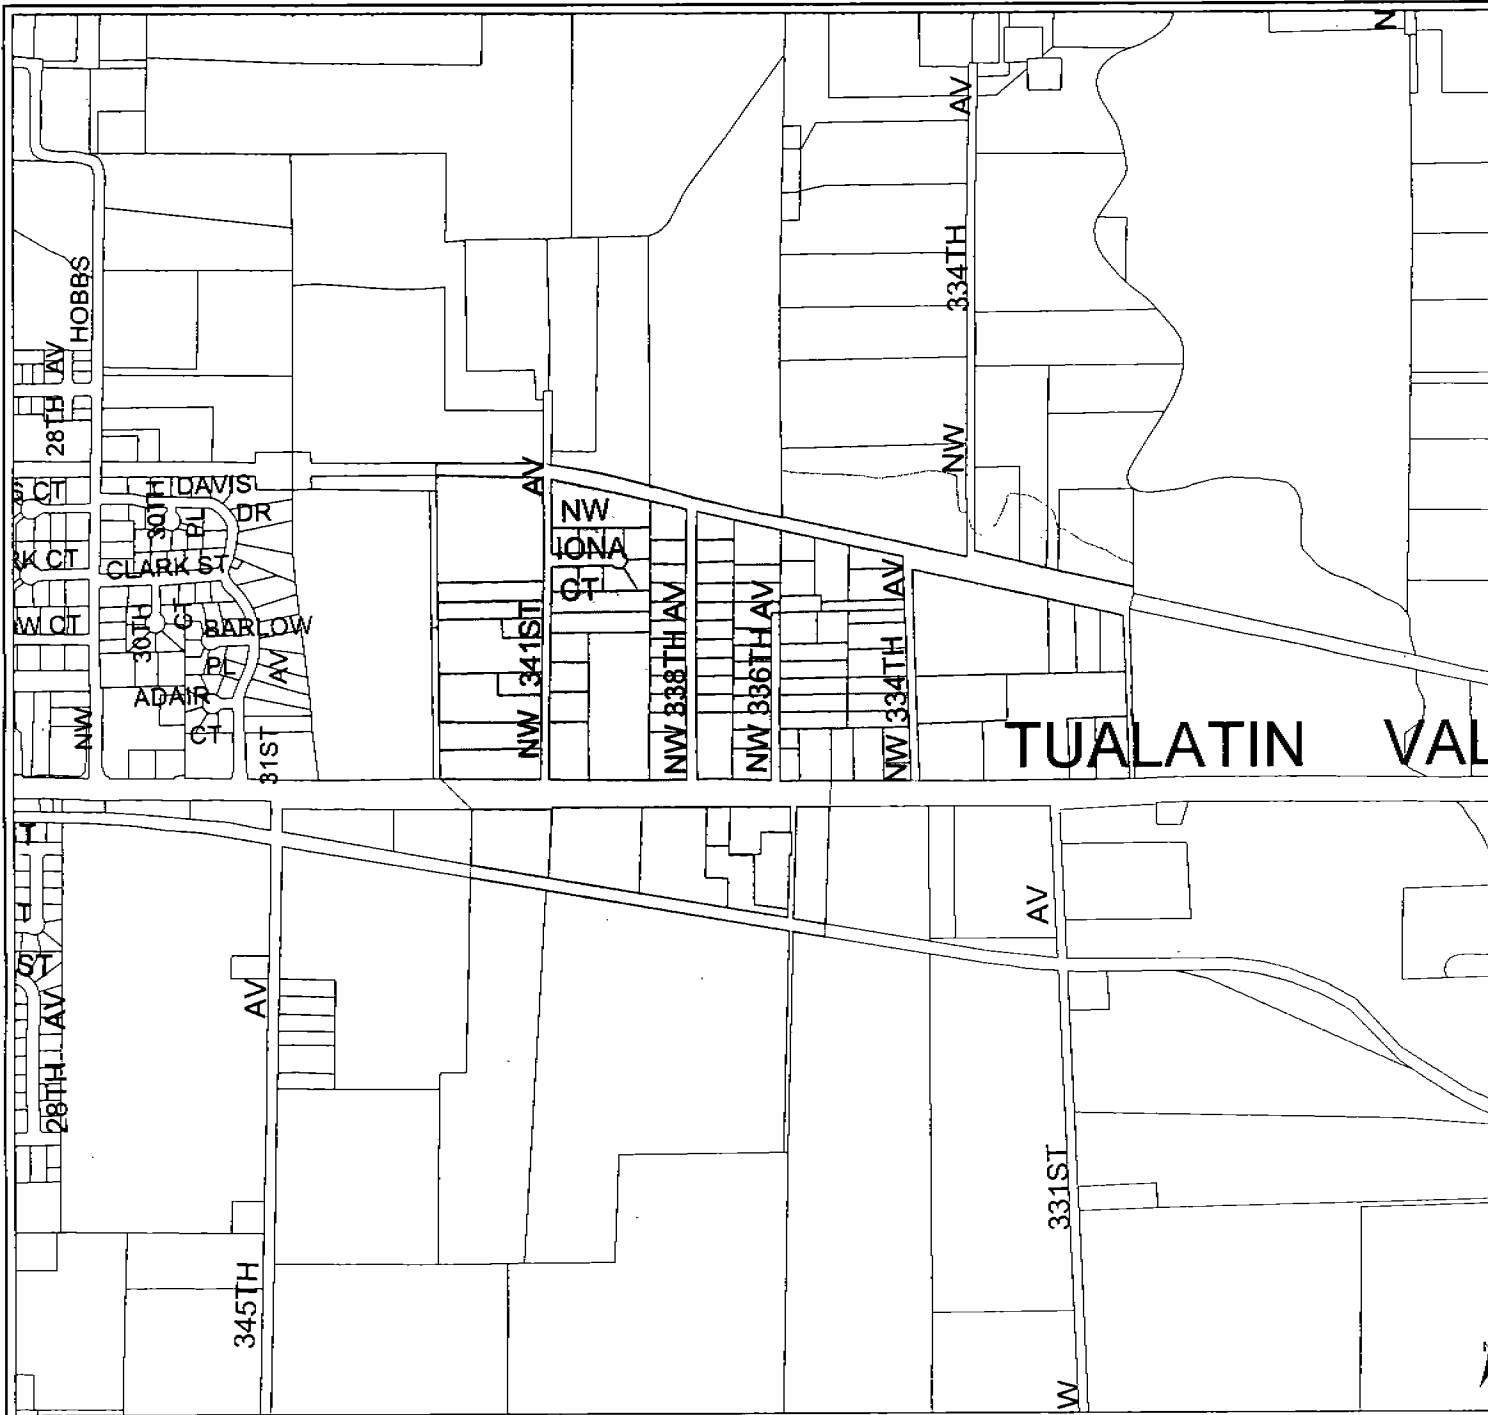 N
AV
334TH
NW
HOBBS
28TH AV
S CT
30TH
PL
DAVIS
DR
AV
NW
IONA
CT
RK CT
CLARK ST
W CT
30TH
CT
BARLOW
PL
AV
ADAIR
CT
NW
31ST
NW 341ST
NW 338TH AV
NW 336TH AV
NW 334TH AV
TUALATIN VAL
T
T
ST
28TH AV
AV
345TH
AV
331ST
W